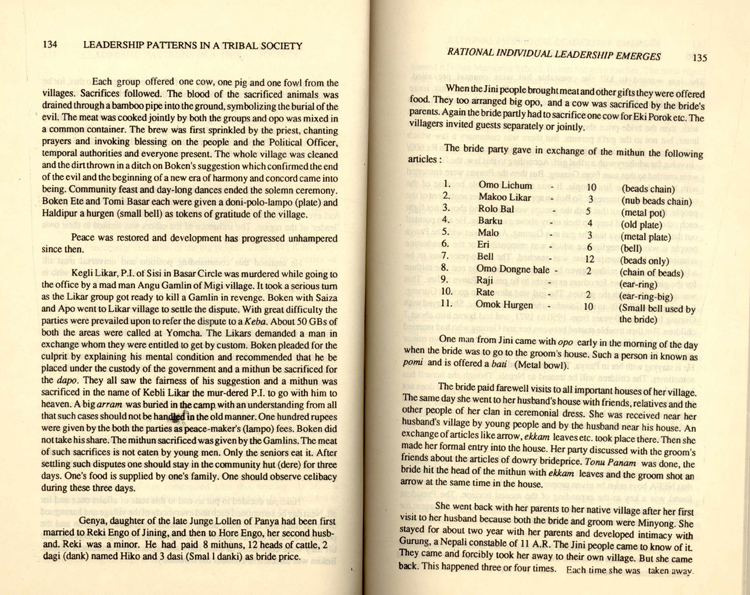 134 LEADERSHIP PATTERNS IN A TRIBAL SOCIETY
Each group offered one cow, one pig and one fowl from the
villages. Sacrifices followed. The blood of the sacrificed animals was
drained through a bamboo pipe into the ground, symbolizing the burial of the
evil. The meat was cooked jointly by both the groups and opo was mixed in
a common container. The brew was first sprinkled by the priest, chanting
prayers and invoking blessing on the people and the Political Officer,
temporal authorities and everyone present. The whole village was cleaned
and the dirt thrown in a ditch on Boken's suggestion which confirmed the end
of the evil and the beginning of a new era of harmony and concord came into
being. Community feast and day-long dances ended the solemn ceremony.
Boken Ete and Tomi Basar each were given a doni-polo-lampo (plate) and
Haldipur a hurgen (small bell) as tokens of gratitude of the village.
Peace was restored and development has progressed unhampered
since then.
Kegli Likar, P.I. of Sisi in Basar Circle was murdered while going to
the office by a mad man Angu Gamlin of Migi village. It took a serious turn
as the Likar group got ready to kill a Gamlin in revenge. Boken with Saiza
and Apo went to Likar village to settle the dispute. With great difficulty the
parties were prevailed upon to refer the dispute to a Keba. About 50 GBs of
both the areas were called at Yomcha. The Likars demanded a man in
exchange whom they were entitled to get by custom. Boken pleaded for the
culprit by explaining his mental condition and recommended that he be
placed under the custody of the government and a mithun be sacrificed for
the dapo. They all saw the fairness of his suggestion and a mithun was
sacrificed in the name of Kebli Likar the mur-dered P.I. to go with him to
heaven. A big arram was buried in the camp with an understanding from all
that such cases should not be handled in the old manner. One hundred rupees
were given by the both the parties as peace-maker's (lampo) fees. Boken did
not take his share. The mithun sacrificed was given by the Gamlins. The meat
of such sacrifices is not eaten by young men. Only the seniors eat it. After
settling such disputes one should stay in the community hut (dere) for three
days. One's food is supplied by one's family. One should observe celibacy
during these three days.
Genya, daughter of the late Junge Lollen of Panya had been first
married to Reki Engo of Jining, and then to Hore Engo, her second husb-
and. Reki was a minor. He had paid 8 mithuns, 12 heads of cattle, 2
dagi (dank) named Hiko and 3 dasi (Smal l danki) as bride price.
RATIONAL INDIVIDUAL LEADERSHIP EMERGES 135
When the Jini people brought meat and other gifts they were offered
food. They too arranged big opo, and a cow was sacrificed by the bride's
parents. Again the bride partly had to sacrifice one cow for Eki Porok etc. The
villagers invited guests separately or jointly.
The bride party gave in exchange of the mithun the following
articles :
1. Omo Lichum - 10 (beads chain)
2. Makoo Likar - 3 (nub beads chain)
3. Rolo Bal - 5 (metal pot)
4. Barku - 4 (old plate)
5. Malo - 3 (metal plate)
6. Eri - 6 (bell)
7. Bell - 12 (beads only)
8. Omo Dongne bale - 2 (chain of beads)
9. Raji - (ear-ring)
10. Rate - 2 (ear-ring-big)
11. Omok Hurgen - 10 (Small bell used by
the bride)
One man from Jini came with opo early in the morning of the day
when the bride was to go to the groom's house. Such a person in known as
pomi and is offered a bati (Metal bowl).
The bride paid farewell visits to all important houses of her village.
The same day she went to her husband's house with friends, relatives and the
other people of her clan in ceremonial dress. She was received near her
husband's village by young people and by the husband near his house. An
exchange of articles like arrow, ekkam leaves etc. took place there. Then she
made her formal entry into the house. Her party discussed with the groom's
friends about the articles of dowry brideprice. Tonu Panam was done, the
bride hit the head of the mithun with ekkam leaves and the groom shot an
arrow at the same time in the house.
She went back with her parents to her native village after her first
visit to her husband because both the bride and groom were Minyong. She
stayed for about two year with her parents and developed intimacy with
Gurung, a Nepali constable of 11 A.R. The Jini people came to know of it.
They came and forcibly took her away to their own village. But she came
back. This happened three or four times. Each time she was taken away.